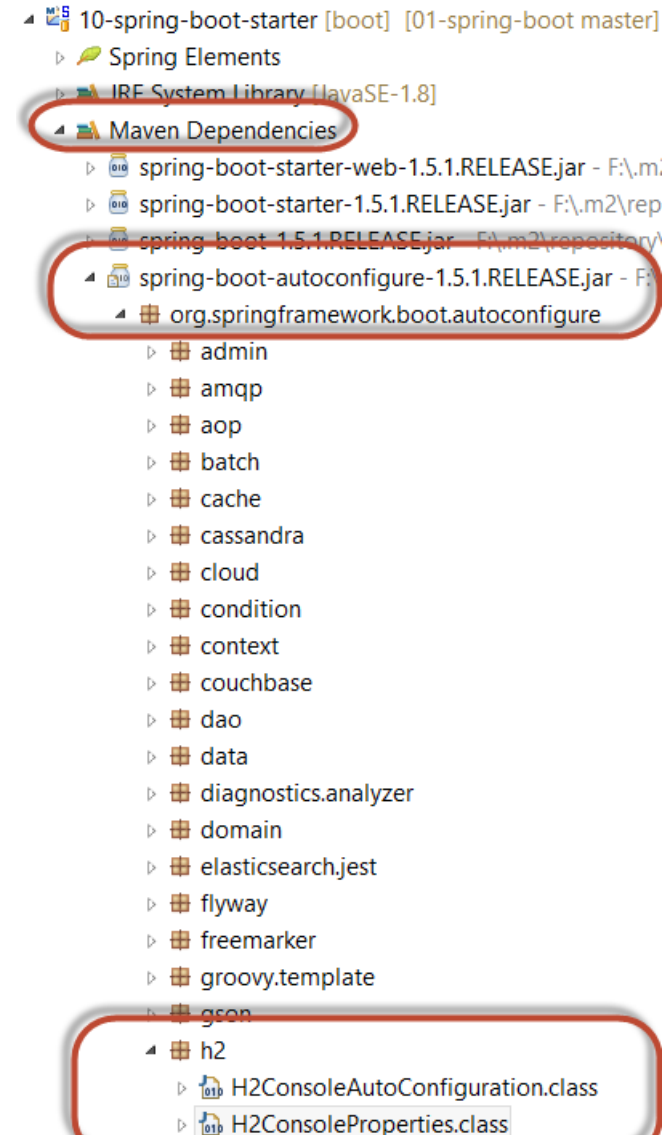 10-spring-boot-starter [boot] [01-spring-boot master]
Spring Elements
JRE System Library [JavaSE-1.8]
Maven Dependencies
spring-boot-starter-web-1.5.1.RELEASE.jar - F:\.m2
spring-boot-starter-1.5.1.RELEASE.jar - F:\.m2\rep
spring-boot-1.5.1.RELEASE.jar - F:\.m2\repository\
spring-boot-autoconfigure-1.5.1.RELEASE.jar - F:
org.springframework.boot.autoconfigure
admin
amqp
aop
batch
cache
cassandra
cloud
condition
context
couchbase
dao
data
diagnostics.analyzer
domain
elasticsearch.jest
flyway
freemarker
groovy.template
gson
h2
H2ConsoleAutoConfiguration.class
H2ConsoleProperties.class